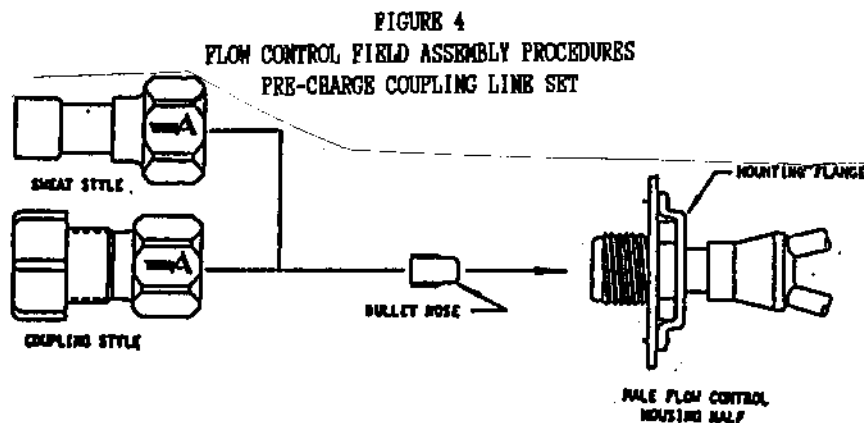 FIGURE 4
FLOW CONTROL FIELD ASSEMBLY PROCEDURES
PRE-CHARGE COUPLING LINE SET
A
SWEAT STYLE
MOUNTING FLANGE
A
BULLET NOSE
COUPLING STYLE
MALE FLOW CONTROL
HOUSING HALF